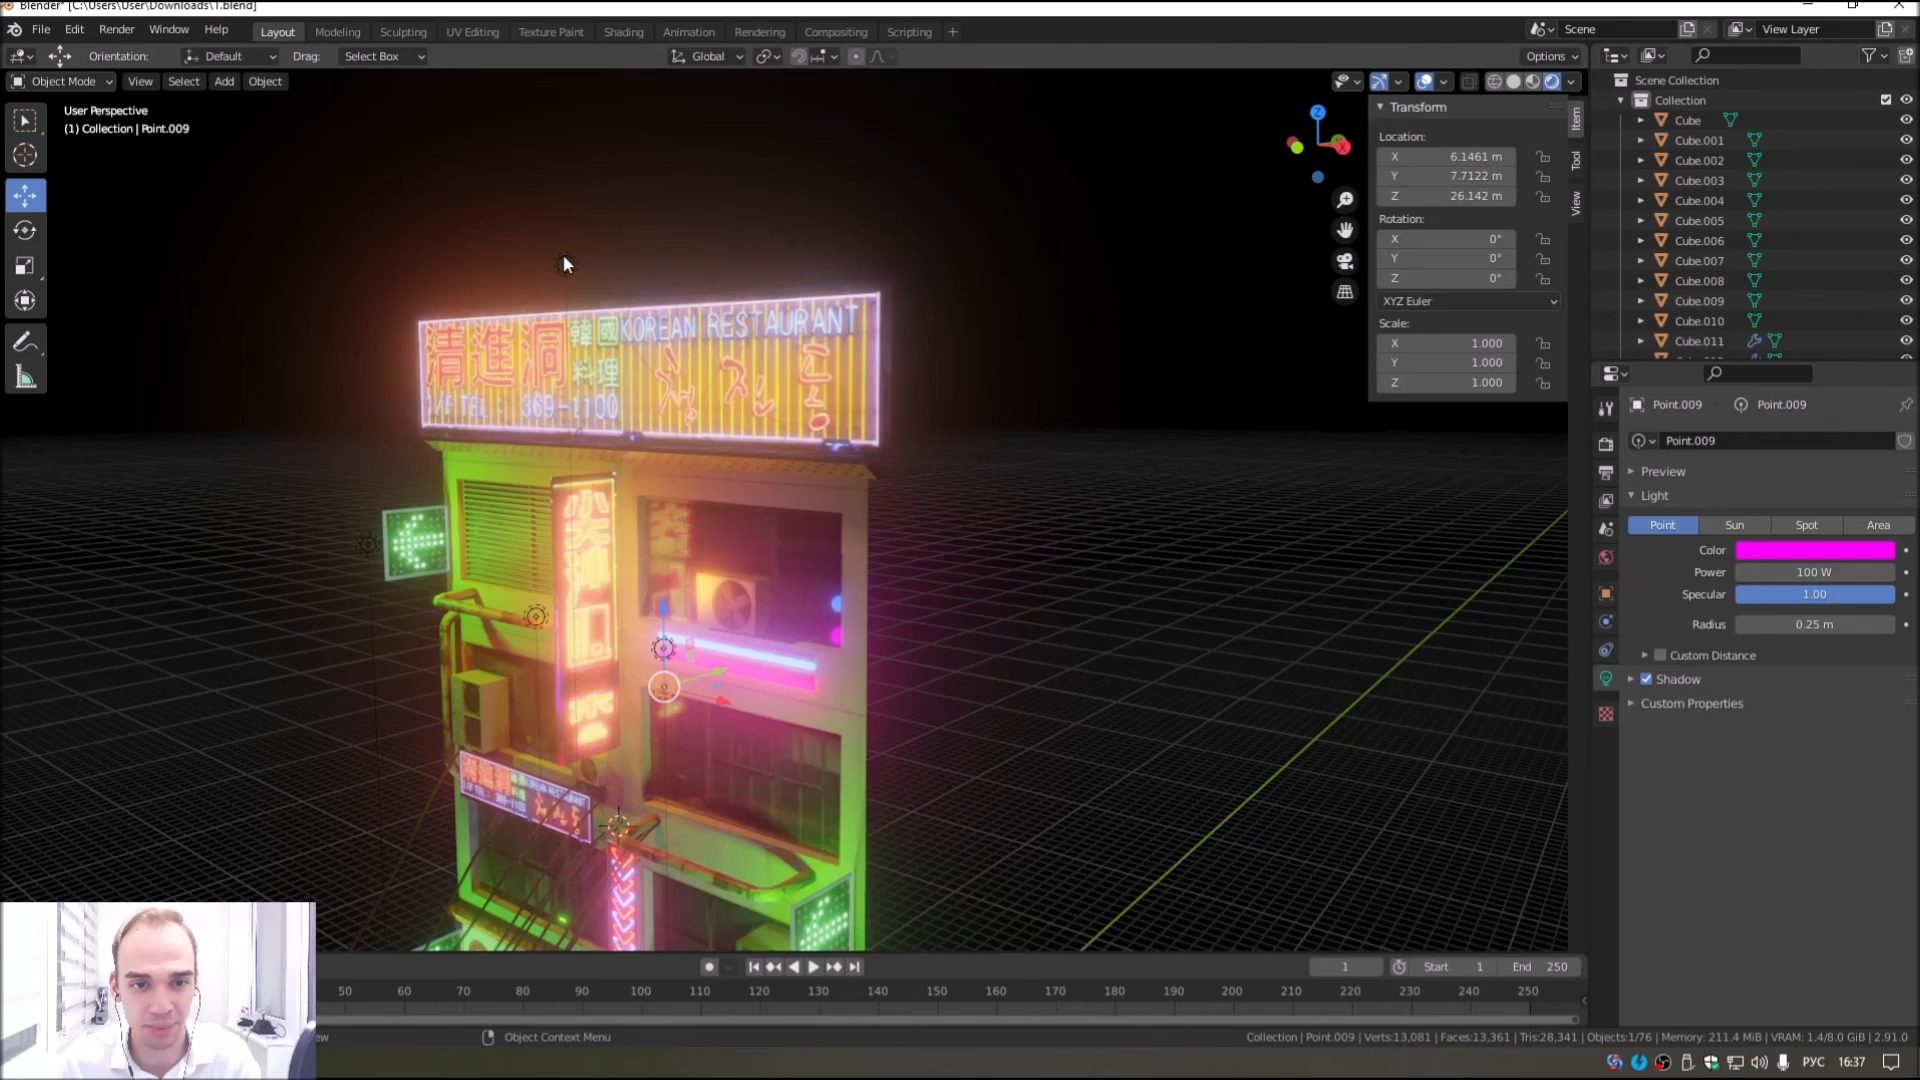 Blender* [C:\Users\User\Downloads\1.blend]
File Edit Render Window Help Layout Modeling Sculpting UV Editing Texture Paint Shading Animation Rendering Compositing Scripting + Scene View Layer
Orientation: Default Drag: Select Box Global Options
Object Mode View Select Add Object
User Perspective
(1) Collection | Point.009
清進洞 韓國 KOREAN RESTAURANT
料理 청진동
1/F TEL : 369-1100
Transform
Location:
X 6.1461 m
Y 7.7122 m
Z 26.142 m
Rotation:
X 0°
Y 0°
Z 0°
XYZ Euler
Scale:
X 1.000
Y 1.000
Z 1.000
Item
Tool
View
Scene Collection
Collection
Cube
Cube.001
Cube.002
Cube.003
Cube.004
Cube.005
Cube.006
Cube.007
Cube.008
Cube.009
Cube.010
Cube.011
Point.009 Point.009
Point.009
Preview
Light
Point Sun Spot Area
Color
Power 100 W
Specular 1.00
Radius 0.25 m
Custom Distance
Shadow
Custom Properties
1 Start 1 End 250
50 60 70 80 90 100 110 120 130 140 150 160 170 180 190 200 210 220 230 240 250
Object Context Menu
Collection | Point.009 | Verts:13,081 | Faces:13,361 | Tris:28,341 | Objects:1/76 | Memory: 211.4 MiB | VRAM: 1.4/8.0 GiB | 2.91.0
РУС 16:37